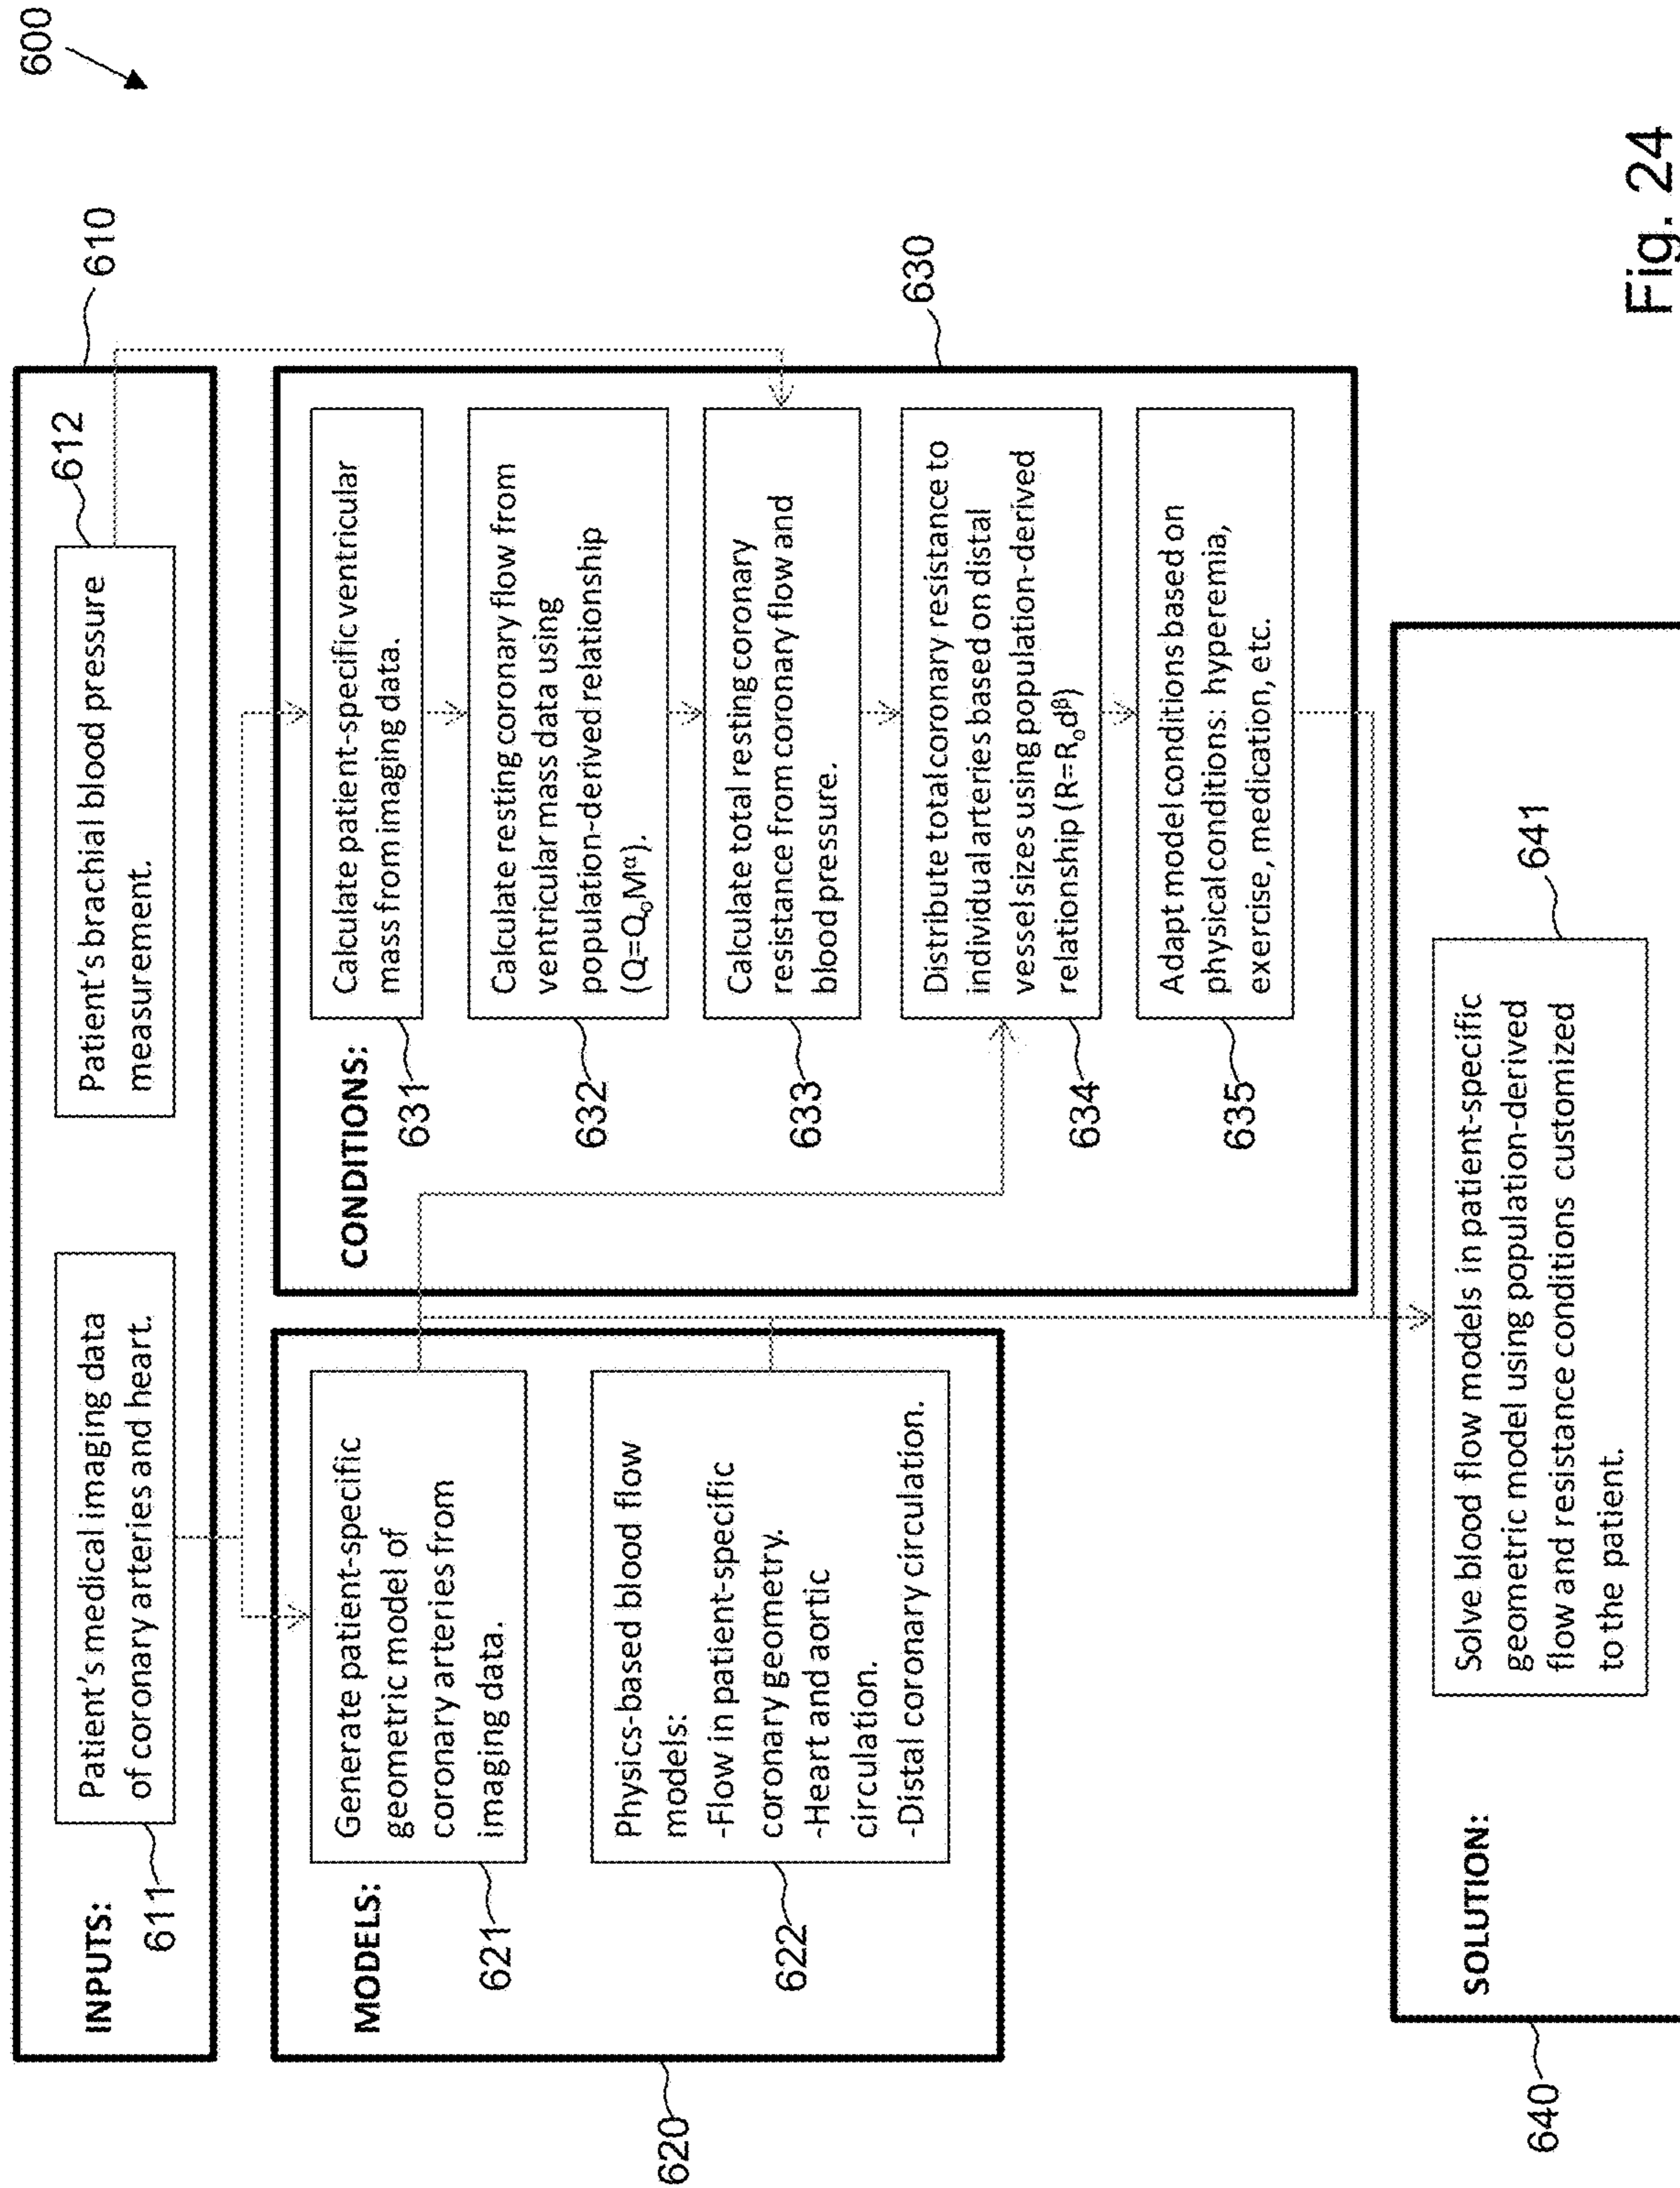 600
610
INPUTS:
611
Patient's medical imaging data
of coronary arteries and heart.
612
Patient's brachial blood pressure
measurement.
620
MODELS:
621
Generate patient-specific
geometric model of
coronary arteries from
imaging data.
622
Physics-based blood flow
models:
-Flow in patient-specific
coronary geometry.
-Heart and aortic
circulation.
-Distal coronary circulation.
630
CONDITIONS:
631
Calculate patient-specific ventricular
mass from imaging data.
632
Calculate resting coronary flow from
ventricular mass data using
population-derived relationship
(Q=Q₀Mᵅ).
633
Calculate total resting coronary
resistance from coronary flow and
blood pressure.
634
Distribute total coronary resistance to
individual arteries based on distal
vessel sizes using population-derived
relationship (R=R₀dᵝ)
635
Adapt model conditions based on
physical conditions: hyperemia,
exercise, medication, etc.
640
SOLUTION:
641
Solve blood flow models in patient-specific
geometric model using population-derived
flow and resistance conditions customized
to the patient.
Fig. 24